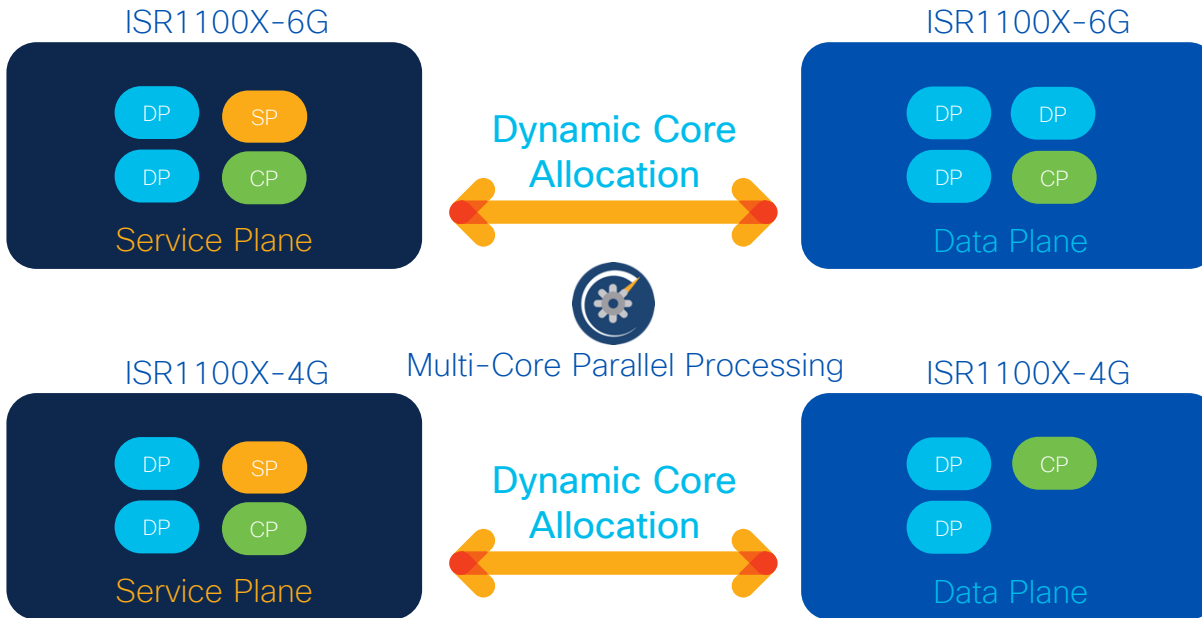 ISR1100X-6G
ISR1100X-6G
DP
SP
DP
CP
Service Plane
Dynamic Core
Allocation
DP
DP
DP
CP
Data Plane
Multi-Core Parallel Processing
ISR1100X-4G
ISR1100X-4G
DP
SP
DP
CP
Service Plane
Dynamic Core
Allocation
DP
CP
DP
Data Plane